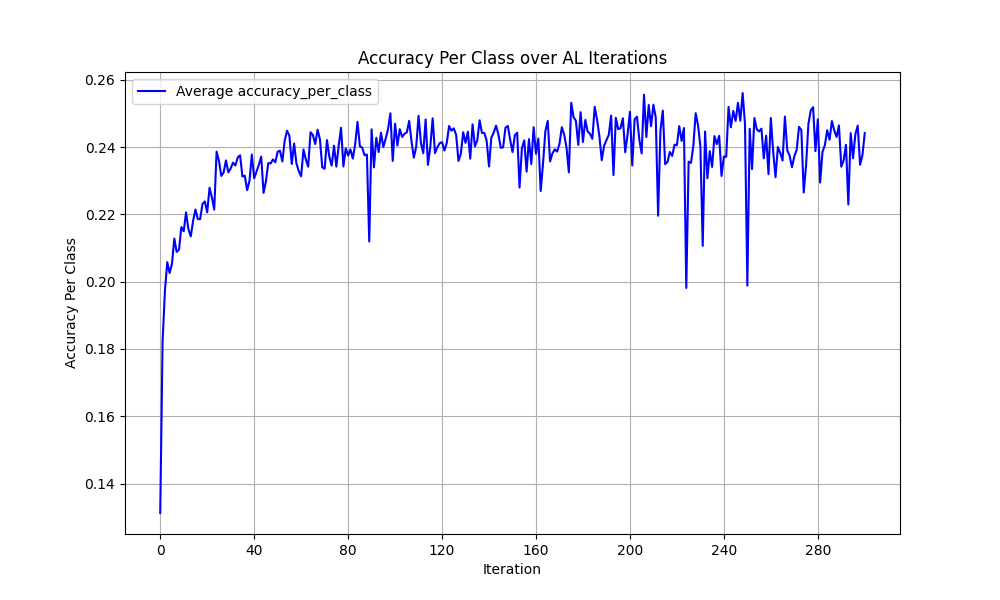 Accuracy Per Class over AL Iterations
Average accuracy_per_class
Accuracy Per Class
0.26
0.24
0.22
0.20
0.18
0.16
0.14
0 40 80 120 160 200 240 280
Iteration